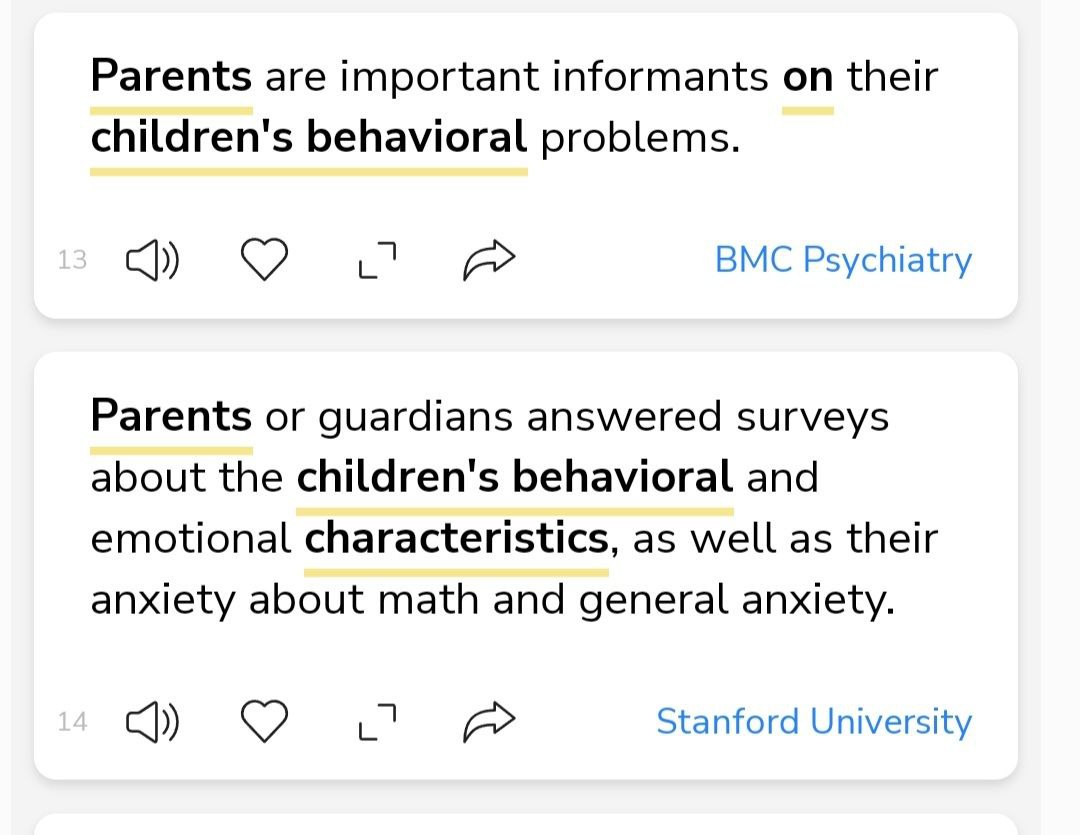 Parents are important informants on their
children's behavioral problems.
13
BMC Psychiatry
Parents or guardians answered surveys
about the children's behavioral and
emotional characteristics, as well as their
anxiety about math and general anxiety.
14
Stanford University